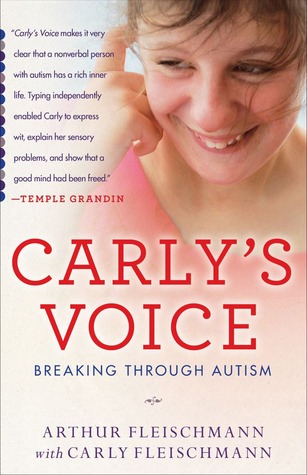 "Carly's Voice makes it very
clear that a nonverbal person
with autism has a rich inner
life. Typing independently
enabled Carly to express
wit, explain her sensory
problems, and show that a
good mind had been freed."
—TEMPLE GRANDIN
CARLY'S
VOICE
BREAKING THROUGH AUTISM
ARTHUR FLEISCHMANN
with CARLY FLEISCHMANN